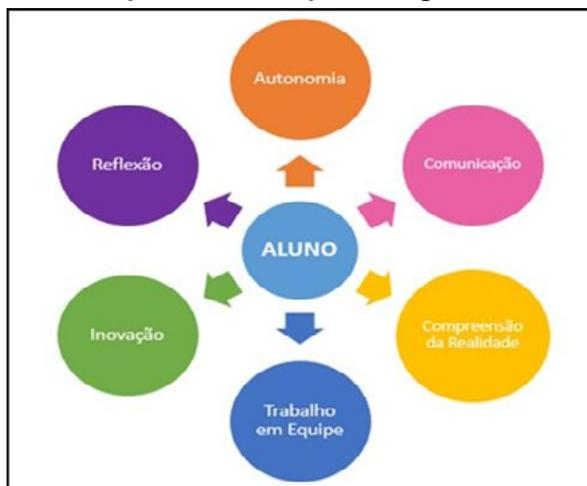 Autonomia
Reflexão
Comunicação
ALUNO
Inovação
Compreensão
da Realidade
Trabalho
em Equipe